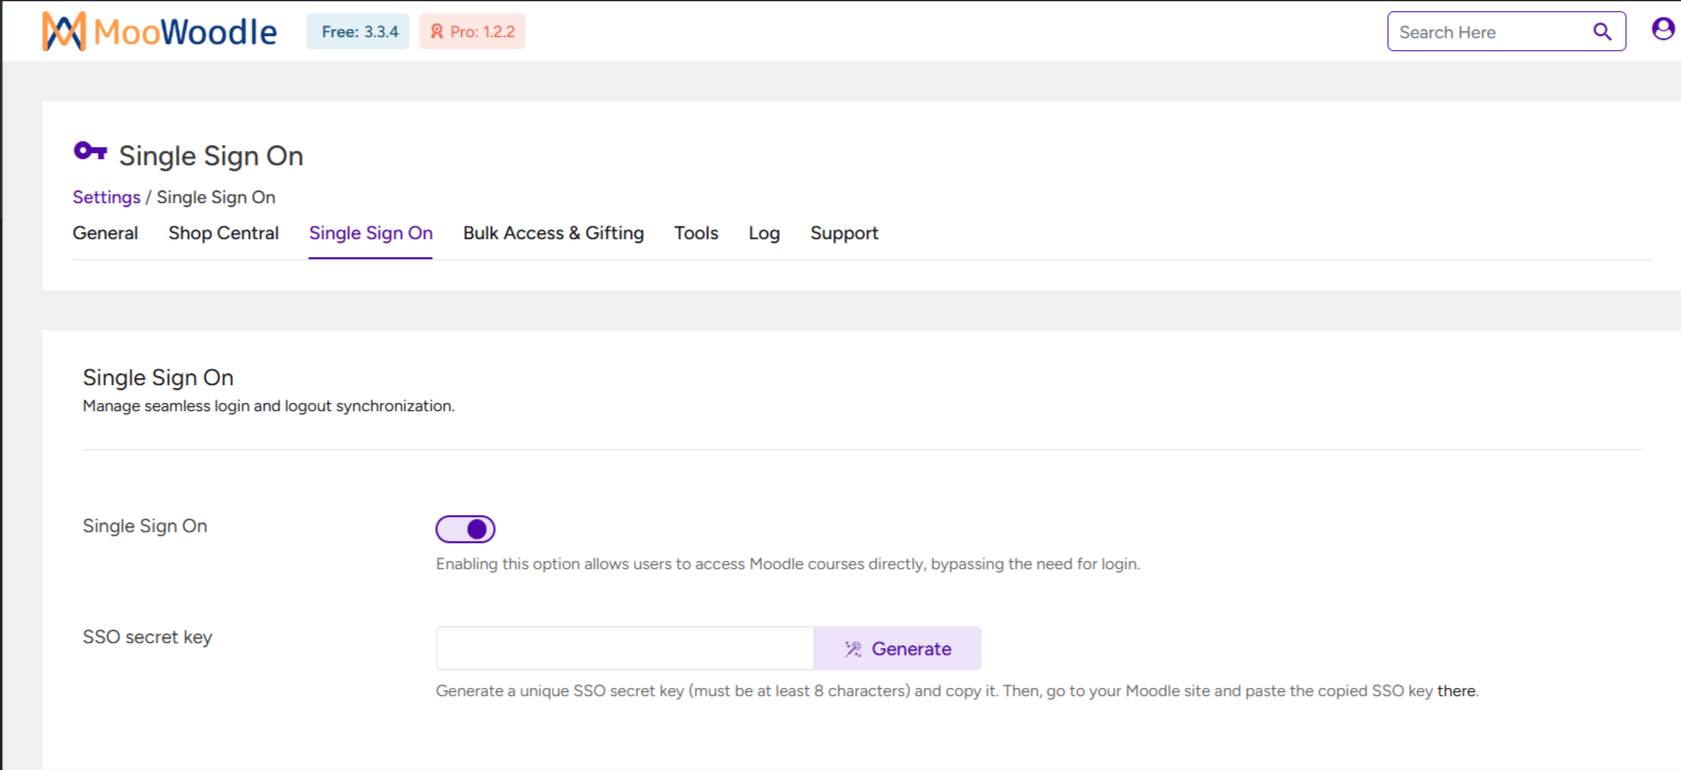 MooWoodle Free: 3.3.4 Pro: 1.2.2 Search Here
Single Sign On
Settings / Single Sign On
General Shop Central Single Sign On Bulk Access & Gifting Tools Log Support
Single Sign On
Manage seamless login and logout synchronization.
Single Sign On
Enabling this option allows users to access Moodle courses directly, bypassing the need for login.
SSO secret key
Generate
Generate a unique SSO secret key (must be at least 8 characters) and copy it. Then, go to your Moodle site and paste the copied SSO key there.